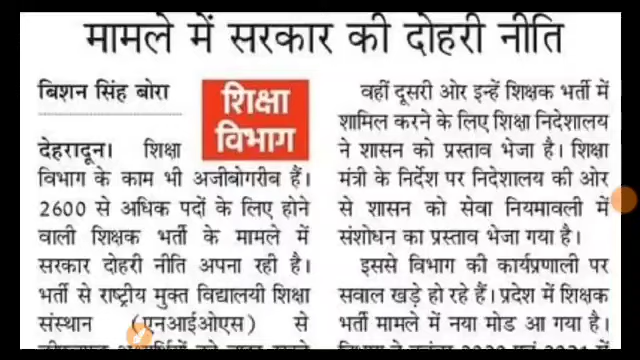 मामले में सरकार की दोहरी नीति
बिशन सिंह बोरा
शिक्षा
विभाग
देहरादून। शिक्षा
विभाग के काम भी अजीबोगरीब हैं।
2600 से अधिक पदों के लिए होने
वाली शिक्षक भर्ती के मामले में
सरकार दोहरी नीति अपना रही है।
भर्ती से राष्ट्रीय मुक्त विद्यालयी शिक्षा
संस्थान (एनआईओएस) से
वहीं दूसरी ओर इन्हें शिक्षक भर्ती में
शामिल करने के लिए शिक्षा निदेशालय
ने शासन को प्रस्ताव भेजा है। शिक्षा
मंत्री के निर्देश पर निदेशालय की ओर
से शासन को सेवा नियमावली में
संशोधन का प्रस्ताव भेजा गया है।
इससे विभाग की कार्यप्रणाली पर
सवाल खड़े हो रहे हैं। प्रदेश में शिक्षक
भर्ती मामले में नया मोड आ गया है।